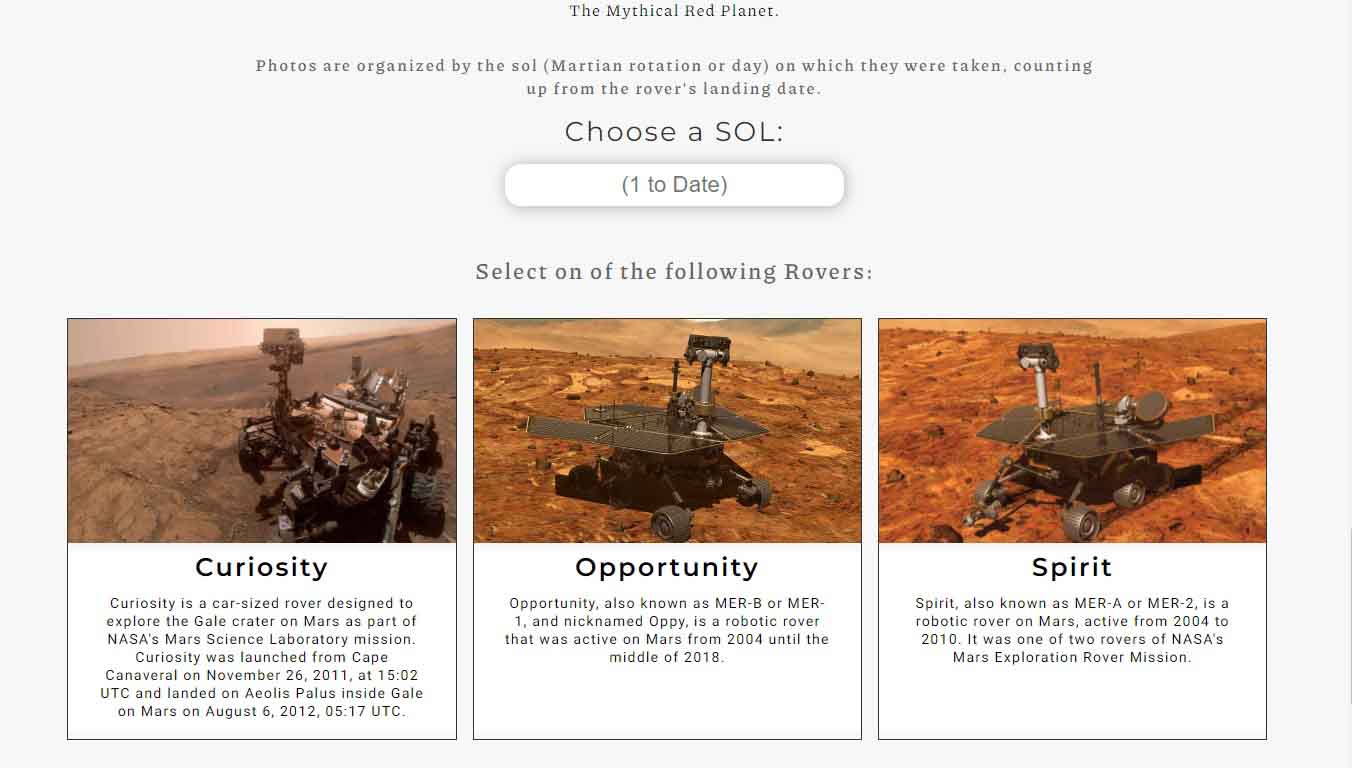 The Mythical Red Planet.
Photos are organized by the sol (Martian rotation or day) on which they were taken, counting
up from the rover's landing date.
Choose a SOL:
(1 to Date)
Select on of the following Rovers:
Curiosity
Curiosity is a car-sized rover designed to
explore the Gale crater on Mars as part of
NASA's Mars Science Laboratory mission.
Curiosity was launched from Cape
Canaveral on November 26, 2011, at 15:02
UTC and landed on Aeolis Palus inside Gale
on Mars on August 6, 2012, 05:17 UTC.
Opportunity
Opportunity, also known as MER-B or MER-
1, and nicknamed Oppy, is a robotic rover
that was active on Mars from 2004 until the
middle of 2018.
Spirit
Spirit, also known as MER-A or MER-2, is a
robotic rover on Mars, active from 2004 to
2010. It was one of two rovers of NASA's
Mars Exploration Rover Mission.